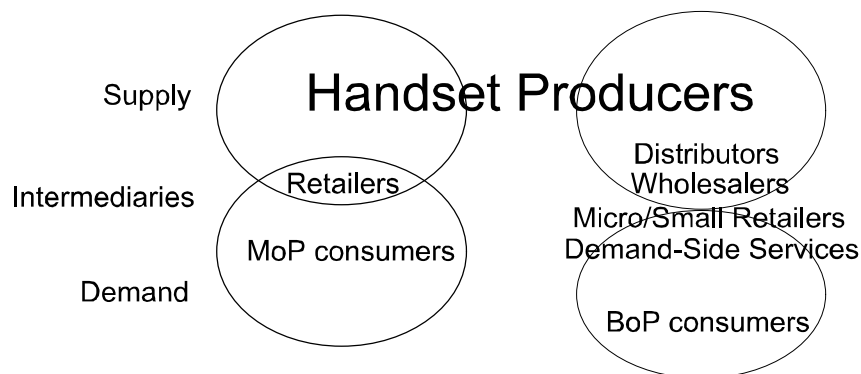 Handset Producers
Supply
Distributors
Wholesalers
Retailers
Intermediaries
Micro/Small Retailers
Demand-Side Services
MoP consumers
Demand
BoP consumers